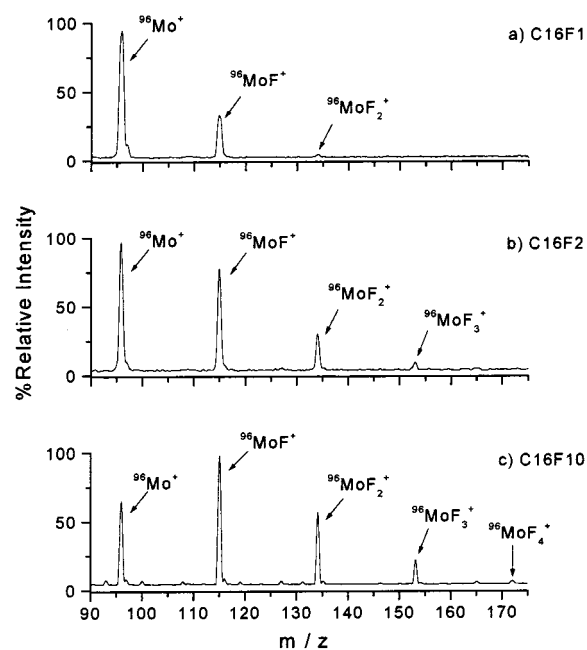 a) C16F1
100
⁹⁶Mo⁺
⁹⁶MoF⁺
⁹⁶MoF₂⁺
50
0
b) C16F2
100
⁹⁶Mo⁺
⁹⁶MoF⁺
⁹⁶MoF₂⁺
⁹⁶MoF₃⁺
50
0
%Relative Intensity
c) C16F10
100
⁹⁶Mo⁺
⁹⁶MoF⁺
⁹⁶MoF₂⁺
⁹⁶MoF₃⁺
⁹⁶MoF₄⁺
50
0
90 100 110 120 130 140 150 160 170
m / z